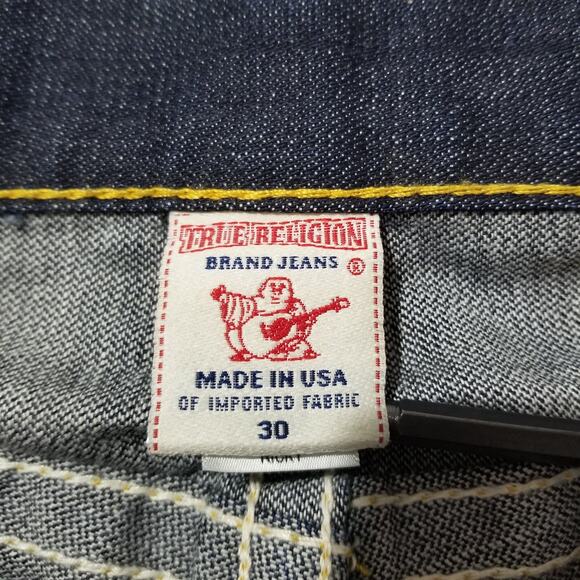 TRUE RELIGION
BRAND JEANS ®
MADE IN USA
OF IMPORTED FABRIC
30